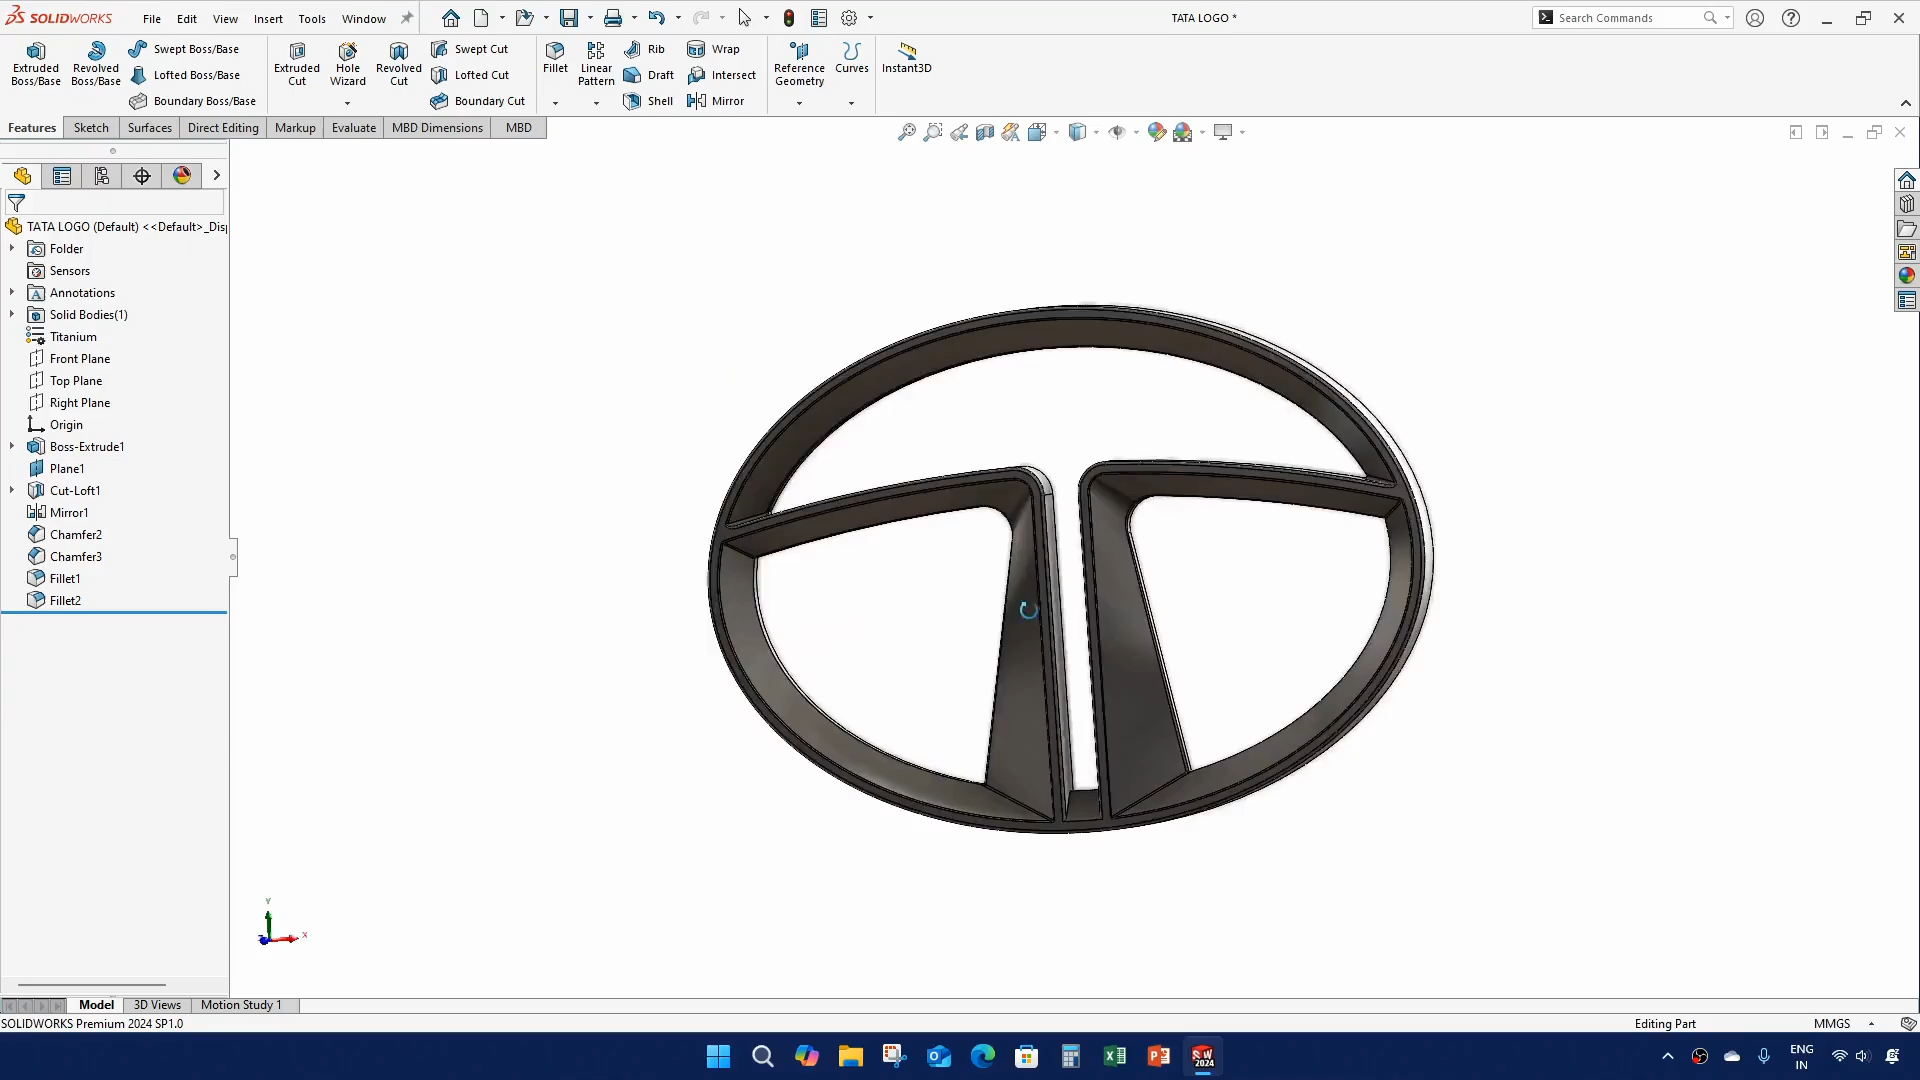 SOLIDWORKS File Edit View Insert Tools Window TATA LOGO * Search Commands
Extruded Boss/Base
Revolved Boss/Base
Swept Boss/Base
Lofted Boss/Base
Boundary Boss/Base
Extruded Cut
Hole Wizard
Revolved Cut
Swept Cut
Lofted Cut
Boundary Cut
Fillet
Linear Pattern
Rib
Draft
Shell
Wrap
Intersect
Mirror
Reference Geometry
Curves
Instant3D
Features Sketch Surfaces Direct Editing Markup Evaluate MBD Dimensions MBD
TATA LOGO (Default) <<Default>_Disp
Folder
Sensors
Annotations
Solid Bodies(1)
Titanium
Front Plane
Top Plane
Right Plane
Origin
Boss-Extrude1
Plane1
Cut-Loft1
Mirror1
Chamfer2
Chamfer3
Fillet1
Fillet2
Y
X
Model 3D Views Motion Study 1
SOLIDWORKS Premium 2024 SP1.0 Editing Part MMGS
ENG
IN
SW
2024